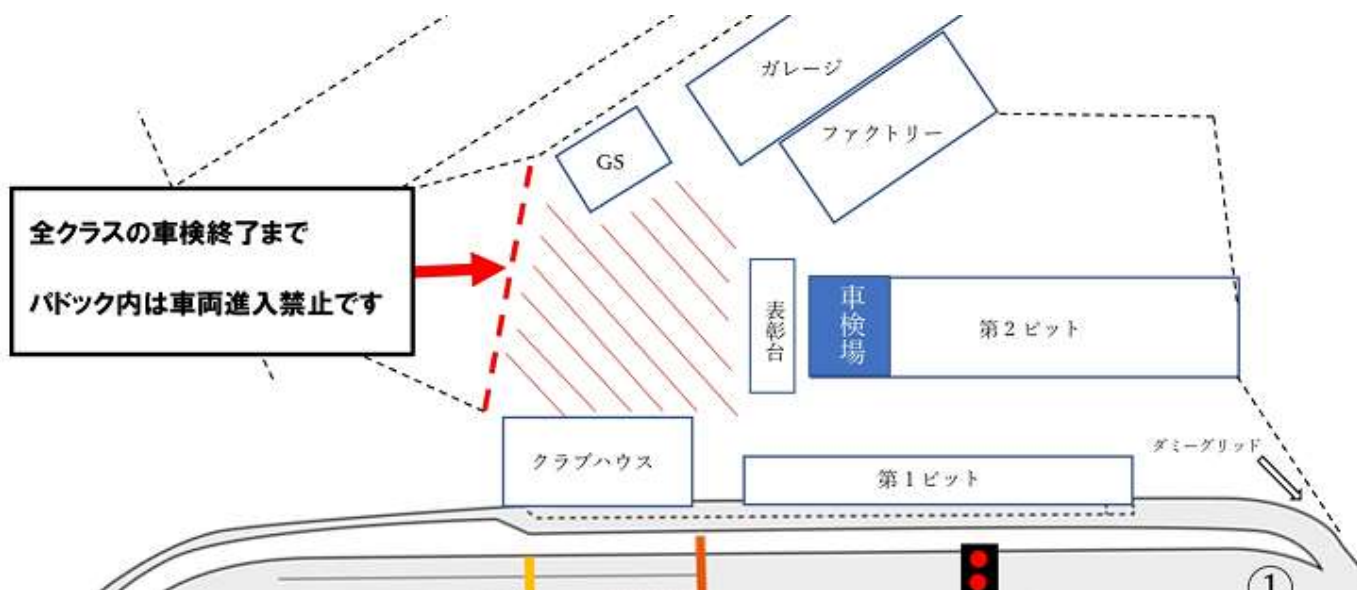 ガレージ
ファクトリー
GS
全クラスの車検終了まで
パドック内は車両進入禁止です
表彰台
車検場
第2ピット
クラブハウス
第1ピット
ダミーグリッド
①